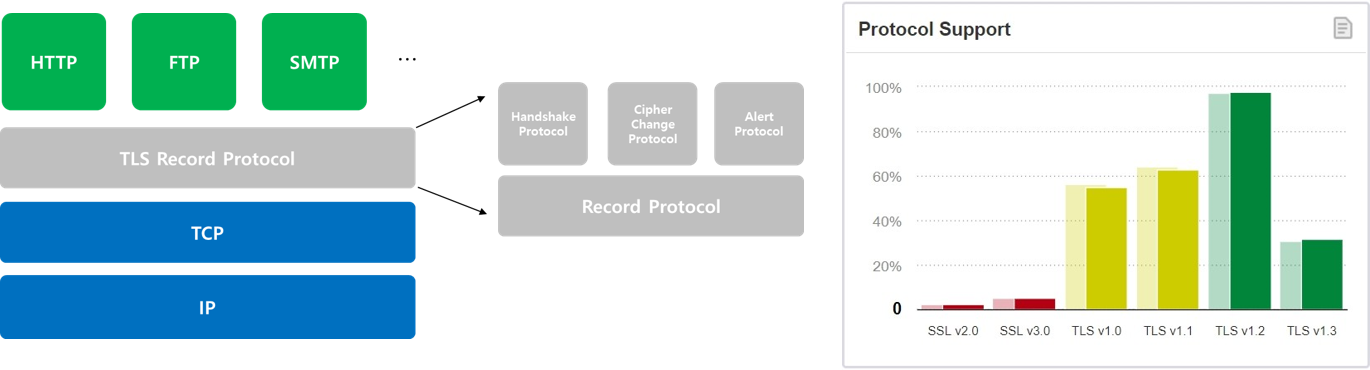 HTTP
FTP
SMTP
...
TLS Record Protocol
TCP
IP
Handshake
Protocol
Cipher
Change
Protocol
Alert
Protocol
Record Protocol
Protocol Support
100%
80%
60%
40%
20%
0
SSL v2.0
SSL v3.0
TLS v1.0
TLS v1.1
TLS v1.2
TLS v1.3